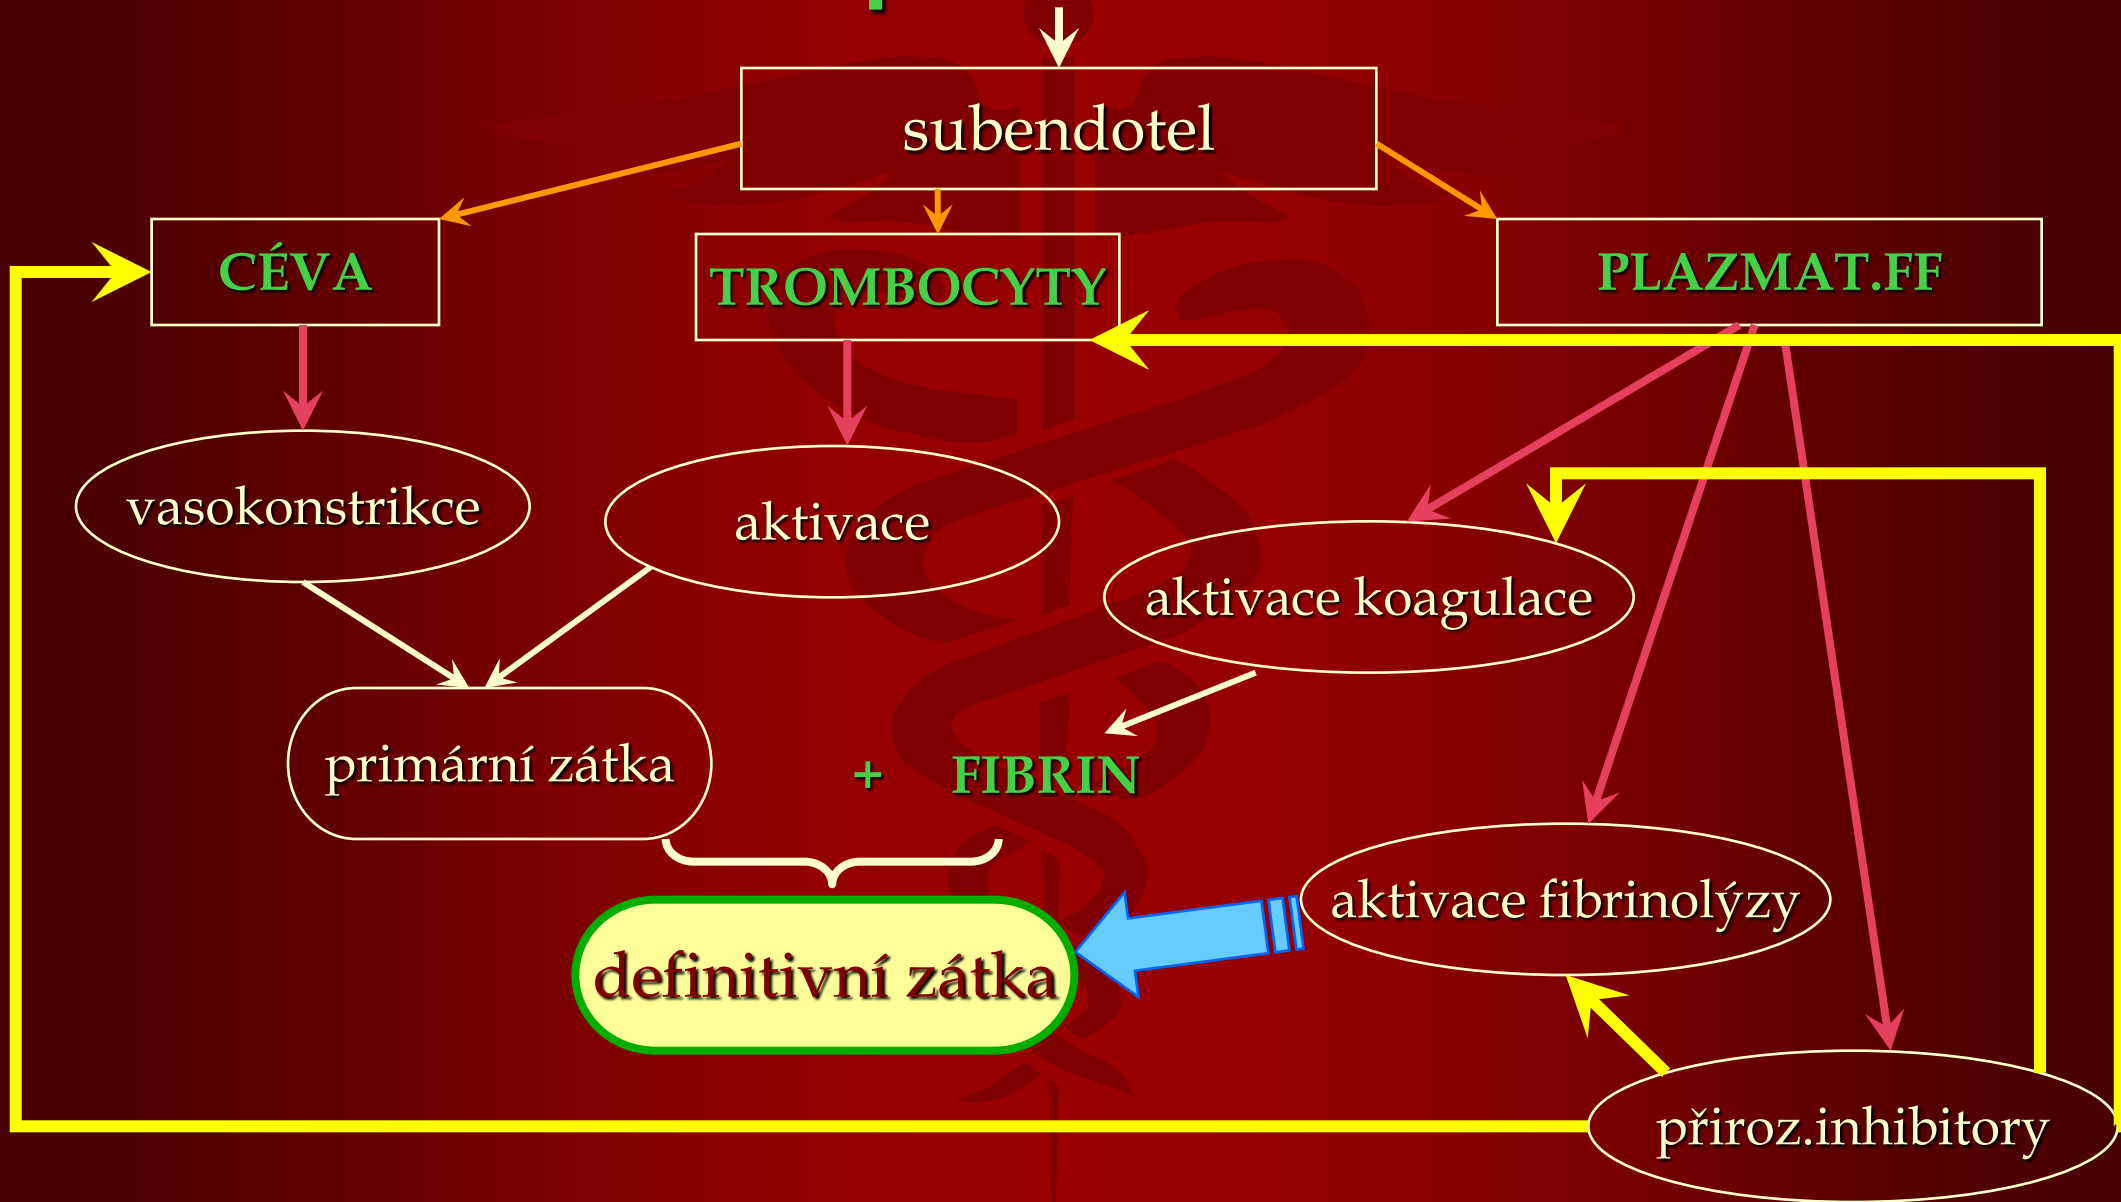 subendotel
CÉVA
TROMBOCYTY
PLAZMAT.FF
vasokonstrikce
aktivace
aktivace koagulace
primární zátka
+ FIBRIN
aktivace fibrinolýzy
definitivní zátka
přiroz.inhibitory